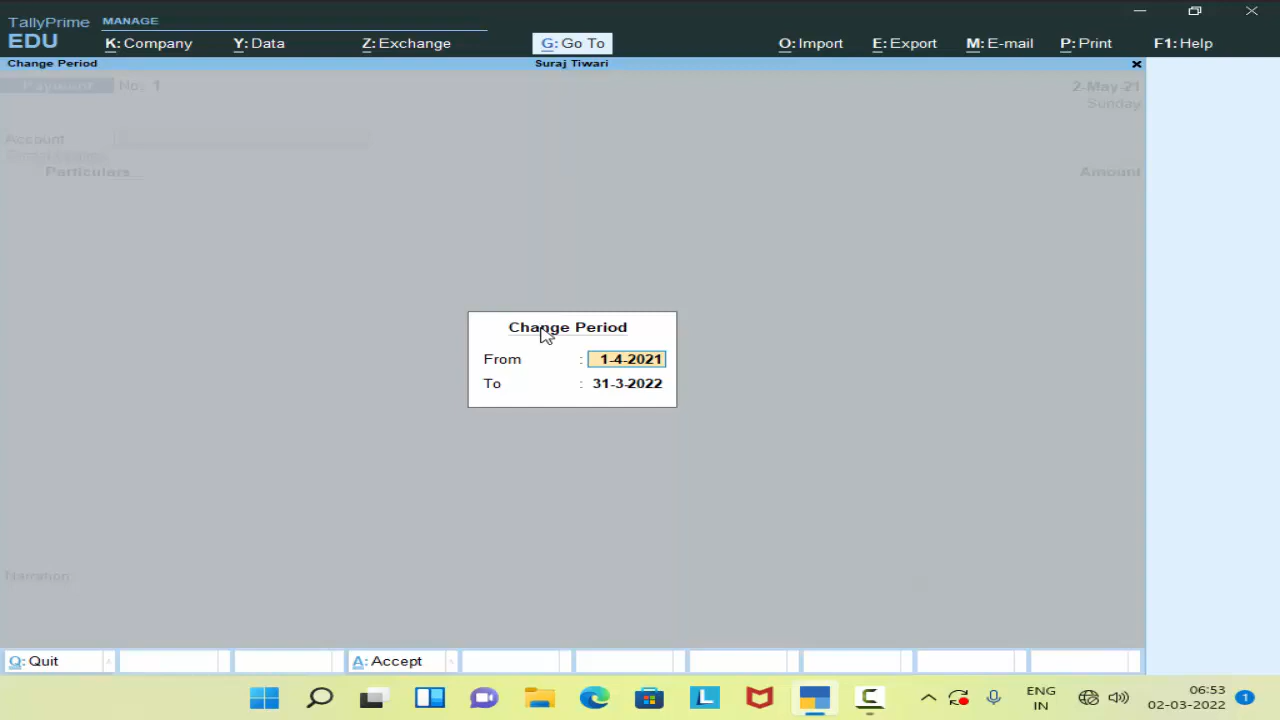 TallyPrime MANAGE
EDU K: Company Y: Data Z: Exchange G: Go To O: Import E: Export M: E-mail P: Print F1: Help
Change Period Suraj Tiwari ×
Payment No: 1 2-May-21
Sunday
Account
Particulars Amount
Change Period
From : 1-4-2021
To : 31-3-2022
Narration:
Q: Quit A: Accept
ENG 06:53
IN 02-03-2022 1